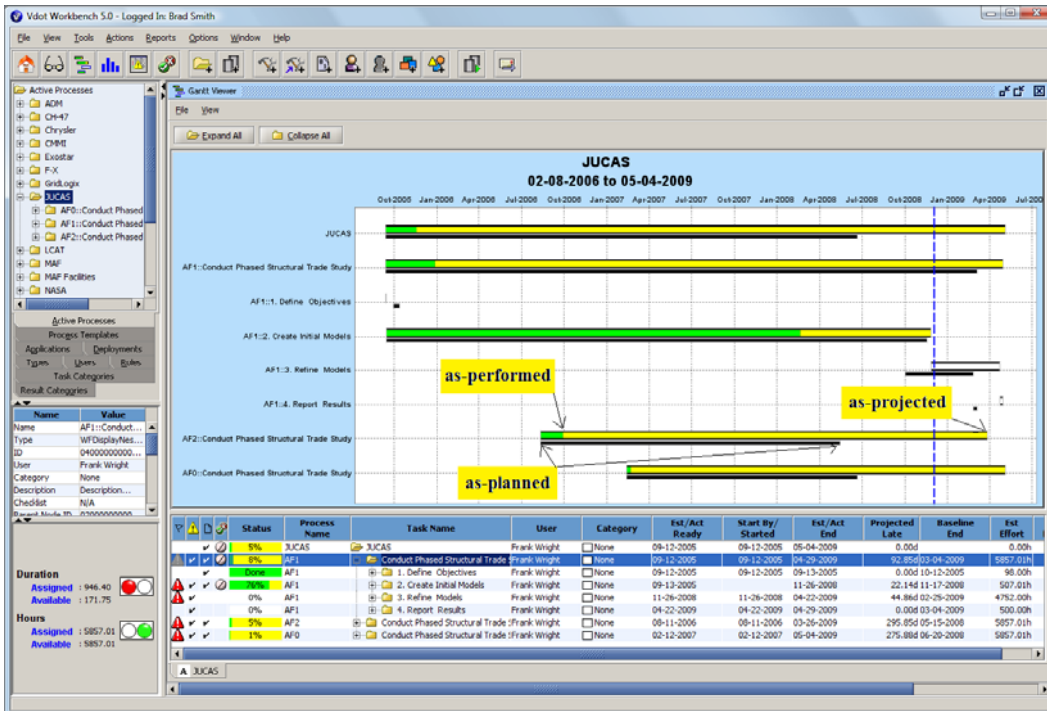 Vdot Workbench 5.0 - Logged In: Brad Smith
File View Tools Actions Reports Options Window Help
Active Processes
ADM
CH-47
Chrysler
CMMI
Exostar
F-X
GridLogix
JUCAS
AF0::Conduct Phased
AF1::Conduct Phased
AF2::Conduct Phased
LCAT
MAF
MAF Facilities
NASA
Active Processes
Process Templates
Applications Deployments
Types Users Rules
Task Categories
Result Categories
Name Value
Name AF1::Conduct...
Type WFDisplayNes...
ID 04000000000...
User Frank Wright
Category None
Description Description...
Checklist N/A
Parent Node ID 02000000000
Duration
Assigned : 946.40
Available : 171.75
Hours
Assigned : 5857.01
Available : 5857.01
Gantt Viewer
File View
Expand All Collapse All
JUCAS
02-08-2006 to 05-04-2009
Oct-2005 Jan-2006 Apr-2006 Jul-2006 Oct-2006 Jan-2007 Apr-2007 Jul-2007 Oct-2007 Jan-2008 Apr-2008 Jul-2008 Oct-2008 Jan-2009 Apr-2009 Jul-200
JUCAS
AF1::Conduct Phased Structural Trade Study
AF1::1. Define Objectives
AF1::2. Create Initial Models
AF1::3. Refine Models
as-performed
AF1::4. Report Results
as-projected
AF2::Conduct Phased Structural Trade Study
AF0::Conduct Phased Structural Trade Study
as-planned
Status Process Name Task Name User Category Est/Act Ready Start By/ Started Est/Act End Projected Late Baseline End Est Effort
5% JUCAS JUCAS Frank Wright None 09-12-2005 09-12-2005 05-04-2009 0.00d 0.00h
8% AF1 Conduct Phased Structural Trade Frank Wright None 09-12-2005 09-12-2005 04-29-2009 92.85d 03-04-2009 5857.01h
Done AF1 1. Define Objectives Frank Wright None 09-12-2005 09-12-2005 09-13-2005 0.00d 10-12-2005 98.00h
76% AF1 2. Create Initial Models Frank Wright None 09-13-2005 11-26-2008 22.14d 11-17-2008 507.01h
0% AF1 3. Refine Models Frank Wright None 11-26-2008 11-26-2008 04-22-2009 44.86d 02-25-2009 4752.00h
0% AF1 4. Report Results Frank Wright None 04-22-2009 04-22-2009 04-29-2009 0.00d 03-04-2009 500.00h
5% AF2 Conduct Phased Structural Trade Frank Wright None 08-11-2006 08-11-2006 03-26-2009 295.85d 05-15-2008 5857.01h
1% AF0 Conduct Phased Structural Trade Frank Wright None 02-12-2007 02-12-2007 05-04-2009 275.88d 06-20-2008 5857.01h
A JUCAS